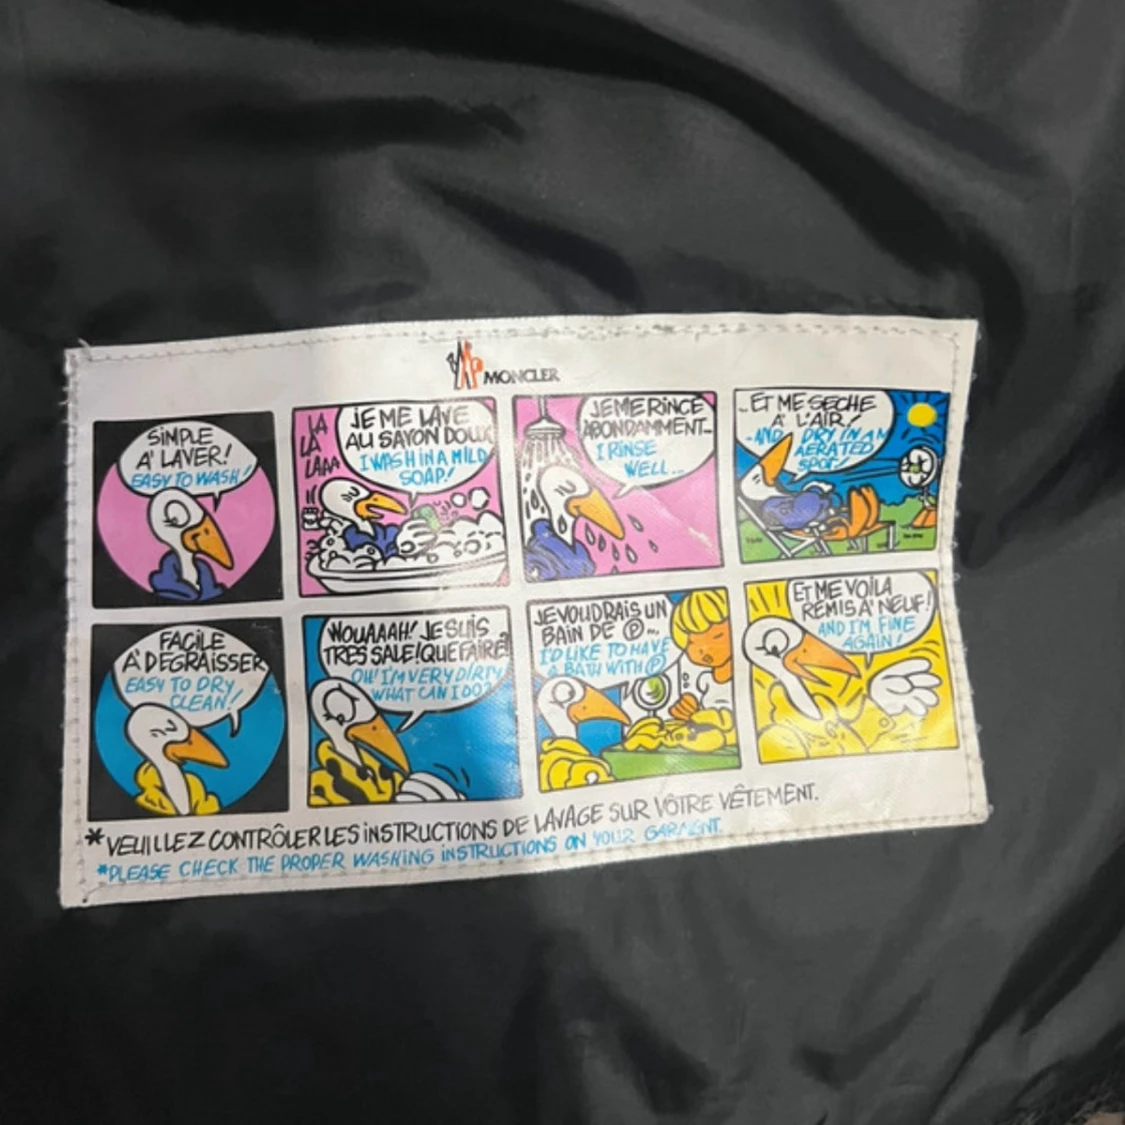 MONCLER
SIMPLE
A' LAVER!
EASY TO WASH!
LA
LA
LAAA
JE ME LAVE
AU SAVON DOUX
I WASH IN A MILD
SOAP!
JE ME RINCE
ABONDAMMENT...
I RINSE
WELL...
...ET ME SECHE
A' L'AIR!
...AND DRY IN AN
AERATED
SPOT!
FACILE
A' DEGRAISSER
EASY TO DRY
CLEAN!
WOUAAAH! JE SUIS
TRES SALE! QUE FAIRE?
OH! I'M VERY DIRTY
WHAT CAN I DO?
JE VOUDRAIS UN
BAIN DE Ⓟ...
I'D LIKE TO HAVE
A BATH WITH Ⓟ
ET ME VOILA
REMIS A' NEUF!
AND I'M FINE
AGAIN!
*VEUILLEZ CONTRÔLER LES INSTRUCTIONS DE LAVAGE SUR VÔTRE VÊTEMENT.
*PLEASE CHECK THE PROPER WASHING INSTRUCTIONS ON YOUR GARMENT.